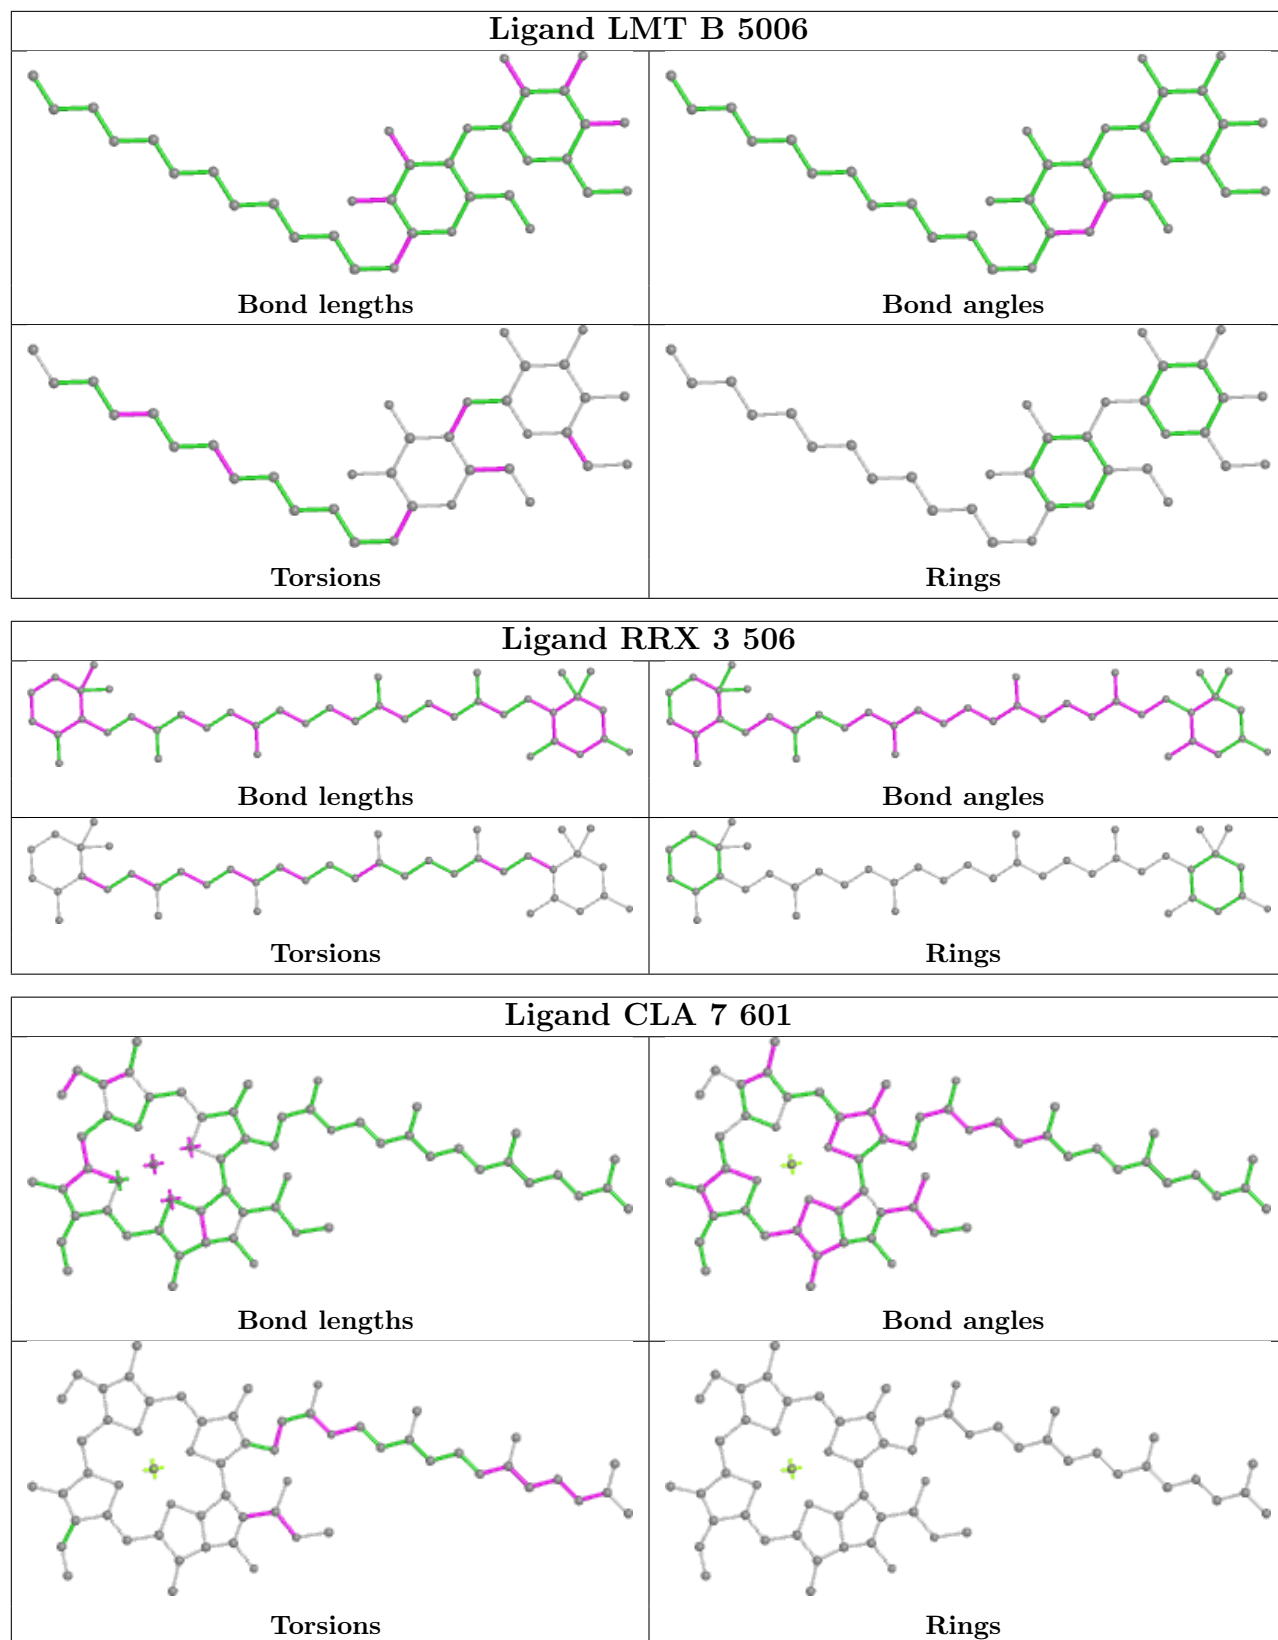 Ligand LMT B 5006
Bond lengths
Bond angles
Torsions
Rings
Ligand RRX 3 506
Bond lengths
Bond angles
Torsions
Rings
Ligand CLA 7 601
Bond lengths
Bond angles
Torsions
Rings